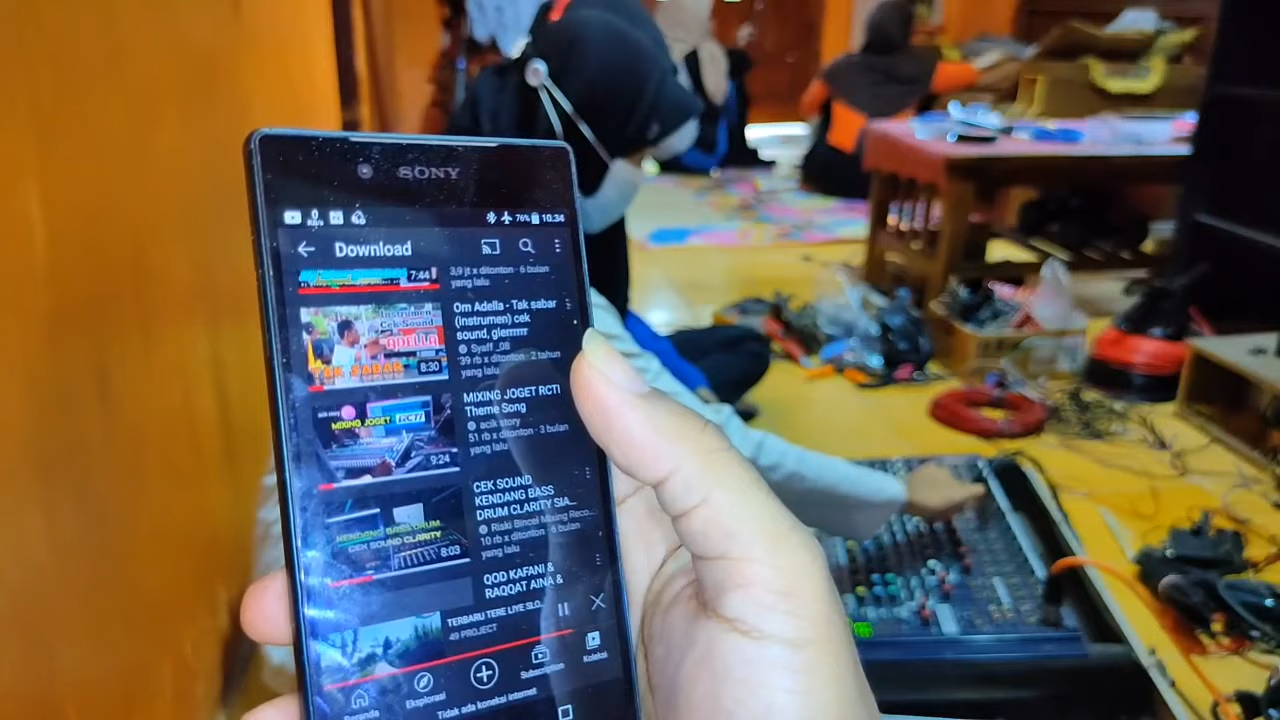 SONY
76% 10.34
Download
7:44
3,9 jt x ditonton · 6 bulan
yang lalu
Instrumen
Cek Sound
ADELLA
TAK SABAR
8:30
Om Adella - Tak sabar
(instrumen) cek
sound, gierrrrrr
Syaff_08
39 rb x ditonton · 2 tahun
yang lalu
acik story
MIXING JOGET
RCTI
9:24
MIXING JOGET RCTI
Theme Song
acik story
51 rb x ditonton · 3 bulan
yang lalu
KENDANG BASS DRUM
CEK SOUND CLARITY
8:03
CEK SOUND
KENDANG BASS
DRUM CLARITY SIA...
Riski Bincel Mixing Reco...
10 rb x ditonton · 6 bulan
yang lalu
QOD KAFANI &
RAQQAT AINA &
TERBARU TERE LIYE SLO...
49 PROJECT
Beranda
Eksplorasi
Subscription
Koleksi
Tidak ada koneksi internet